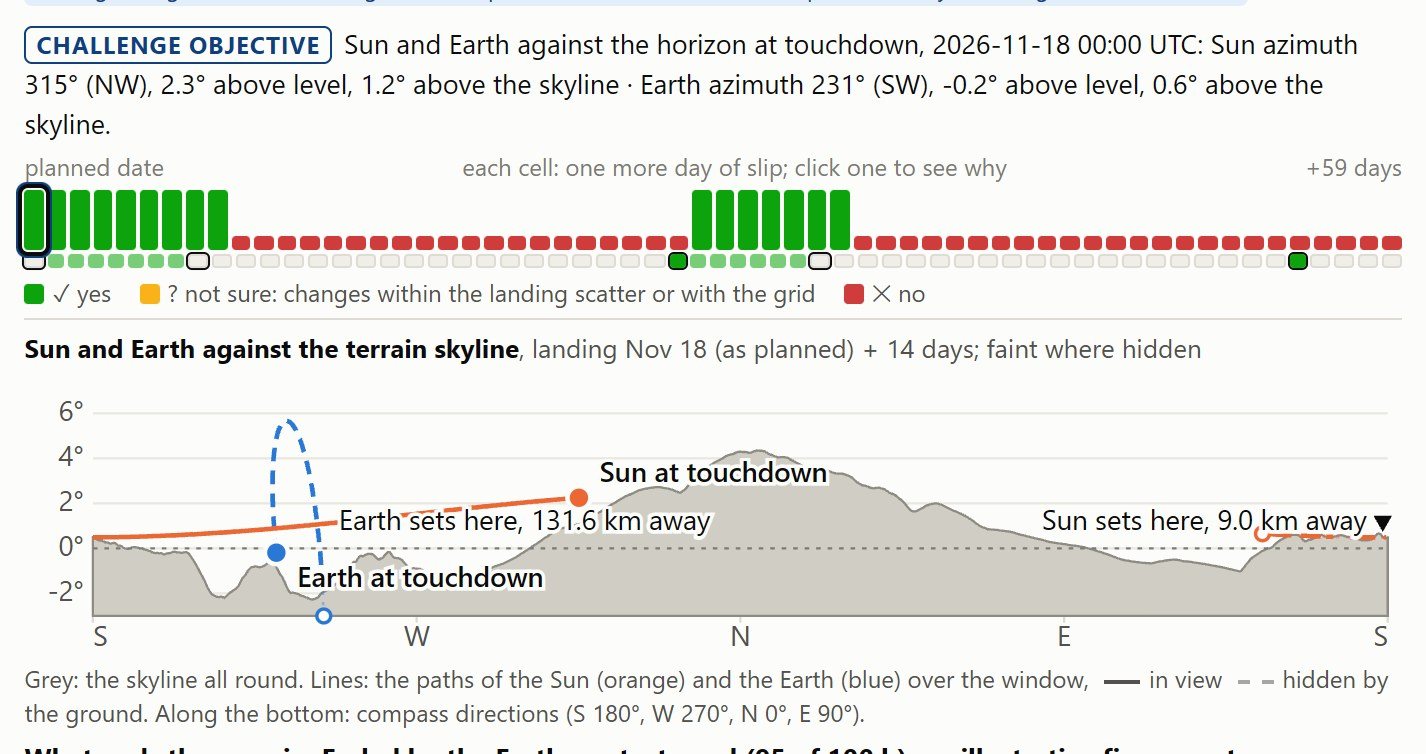 CHALLENGE OBJECTIVE Sun and Earth against the horizon at touchdown, 2026-11-18 00:00 UTC: Sun azimuth
315° (NW), 2.3° above level, 1.2° above the skyline · Earth azimuth 231° (SW), -0.2° above level, 0.6° above the
skyline.
planned date each cell: one more day of slip; click one to see why +59 days
✓ yes ? not sure: changes within the landing scatter or with the grid ✕ no
Sun and Earth against the terrain skyline, landing Nov 18 (as planned) + 14 days; faint where hidden
6°
4°
Sun at touchdown
2°
Earth sets here, 131.6 km away Sun sets here, 9.0 km away
0°
Earth at touchdown
-2°
S W N E S
Grey: the skyline all round. Lines: the paths of the Sun (orange) and the Earth (blue) over the window, in view hidden by
the ground. Along the bottom: compass directions (S 180°, W 270°, N 0°, E 90°).